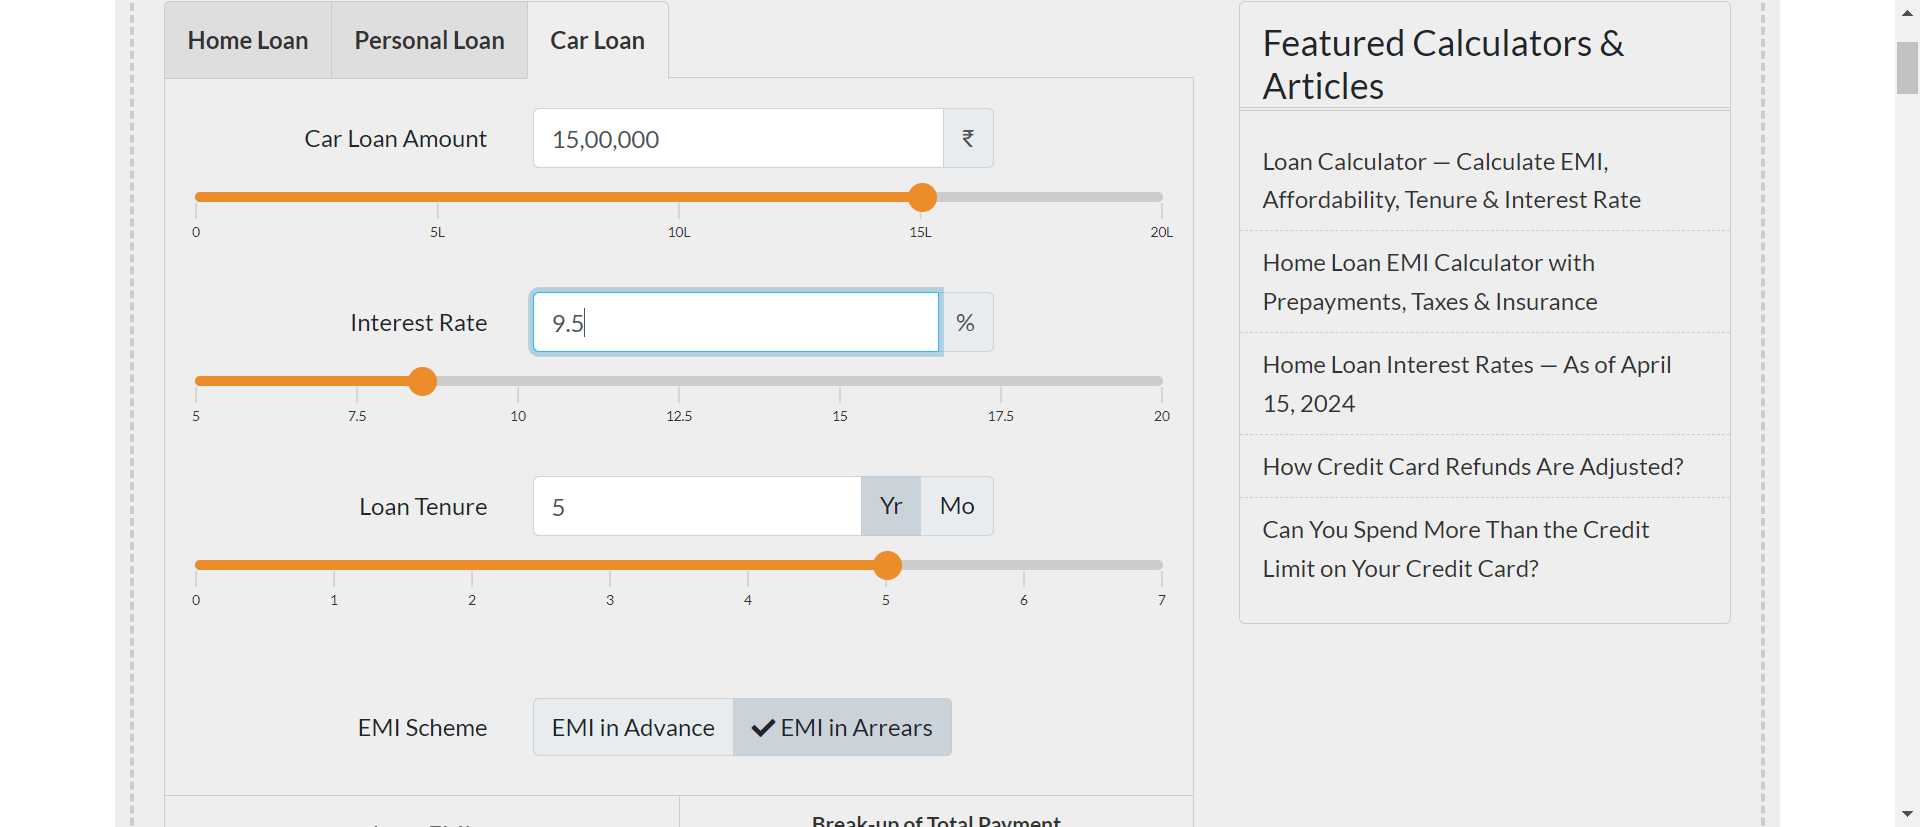 Home Loan
Personal Loan
Car Loan
Car Loan Amount
15,00,000
₹
0
5L
10L
15L
20L
Interest Rate
9.5
%
5
7.5
10
12.5
15
17.5
20
Loan Tenure
5
Yr
Mo
0
1
2
3
4
5
6
7
EMI Scheme
EMI in Advance
EMI in Arrears
Break-up of Total Payment
Featured Calculators &
Articles
Loan Calculator — Calculate EMI,
Affordability, Tenure & Interest Rate
Home Loan EMI Calculator with
Prepayments, Taxes & Insurance
Home Loan Interest Rates — As of April
15, 2024
How Credit Card Refunds Are Adjusted?
Can You Spend More Than the Credit
Limit on Your Credit Card?